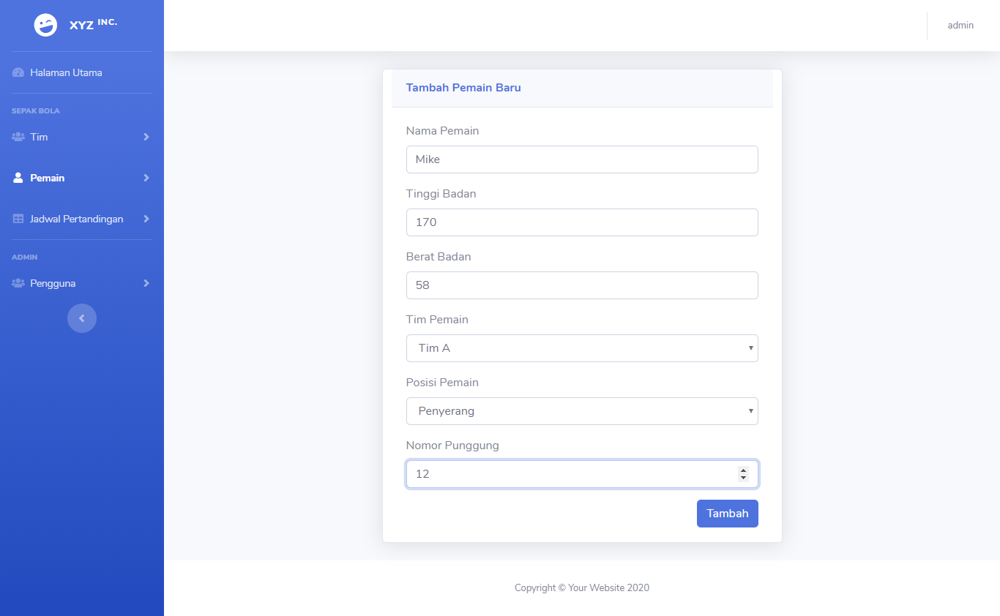 XYZ INC.
admin
Halaman Utama
SEPAK BOLA
Tim
Pemain
Jadwal Pertandingan
ADMIN
Pengguna
Tambah Pemain Baru
Nama Pemain
Mike
Tinggi Badan
170
Berat Badan
58
Tim Pemain
Tim A
Posisi Pemain
Penyerang
Nomor Punggung
12
Tambah
Copyright © Your Website 2020